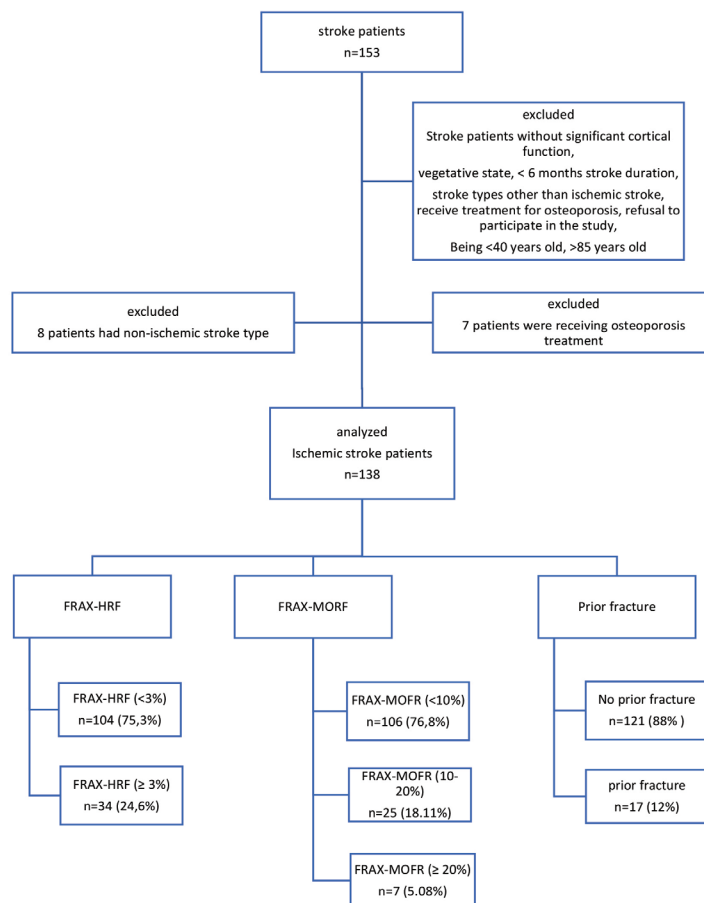 stroke patients
n=153
excluded
Stroke patients without significant cortical
function,
vegetative state, < 6 months stroke duration,
stroke types other than ischemic stroke,
receive treatment for osteoporosis, refusal to
participate in the study,
Being <40 years old, >85 years old
excluded
8 patients had non-ischemic stroke type
excluded
7 patients were receiving osteoporosis
treatment
analyzed
Ischemic stroke patients
n=138
FRAX-HRF
FRAX-MORF
Prior fracture
FRAX-HRF (<3%)
n=104 (75,3%)
FRAX-MOFR (<10%)
n=106 (76,8%)
No prior fracture
n=121 (88% )
FRAX-HRF (≥ 3%)
n=34 (24,6%)
FRAX-MOFR (10-
20%)
n=25 (18.11%)
prior fracture
n=17 (12%)
FRAX-MOFR (≥ 20%)
n=7 (5.08%)